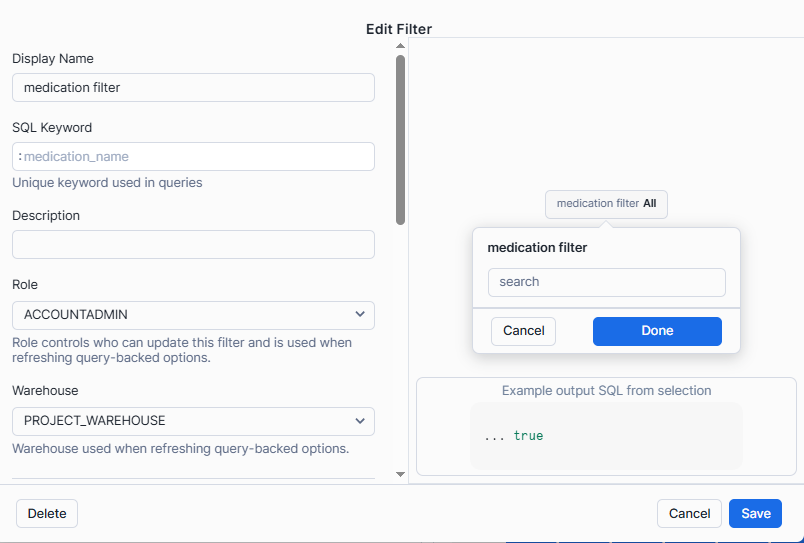 Edit Filter
Display Name
medication filter
SQL Keyword
:medication_name
Unique keyword used in queries
Description
Role
ACCOUNTADMIN
Role controls who can update this filter and is used when
refreshing query-backed options.
Warehouse
PROJECT_WAREHOUSE
Warehouse used when refreshing query-backed options.
medication filter All
medication filter
search
Cancel
Done
Example output SQL from selection
... true
Delete
Cancel
Save